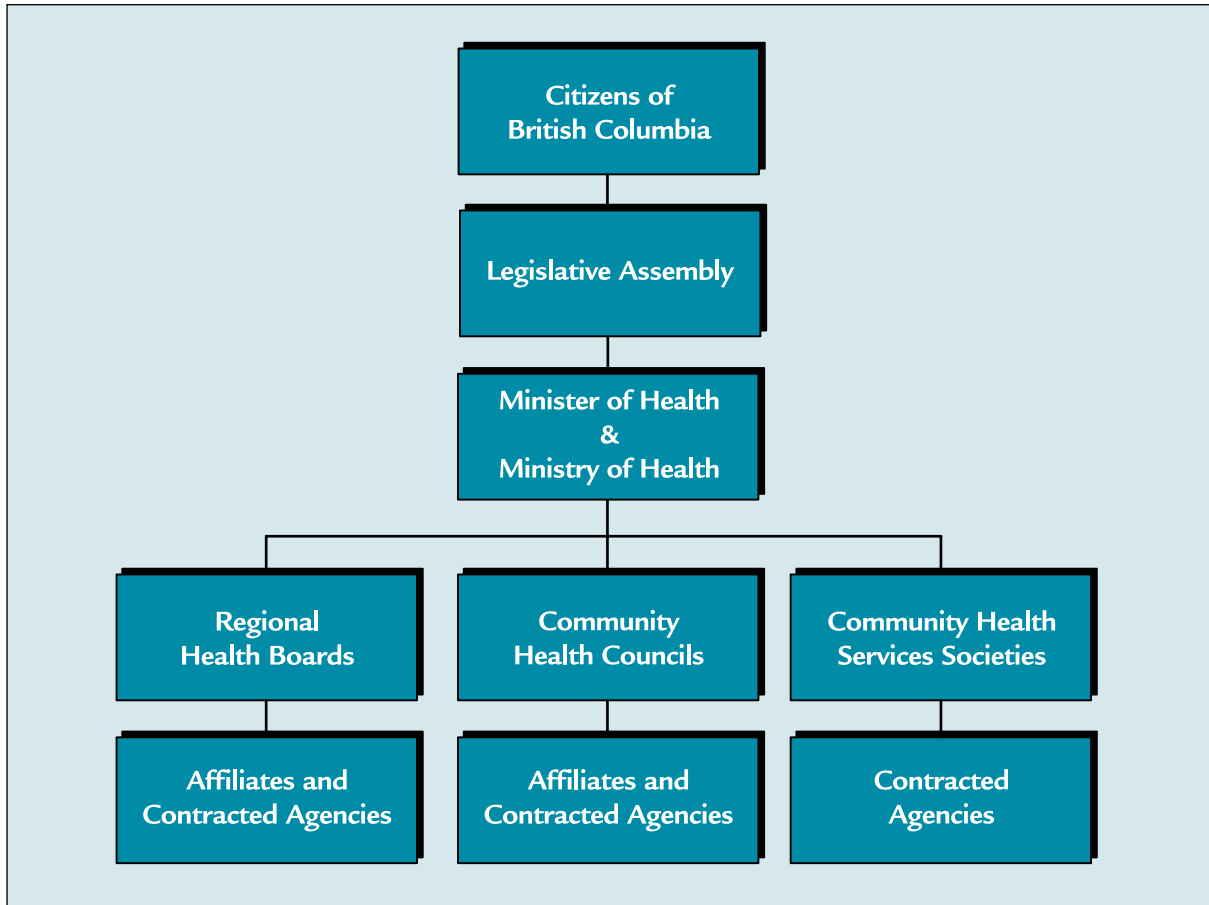 Citizens of
British Columbia
Legislative Assembly
Minister of Health
&
Ministry of Health
Regional
Health Boards
Community
Health Councils
Community Health
Services Societies
Affiliates and
Contracted Agencies
Affiliates and
Contracted Agencies
Contracted
Agencies